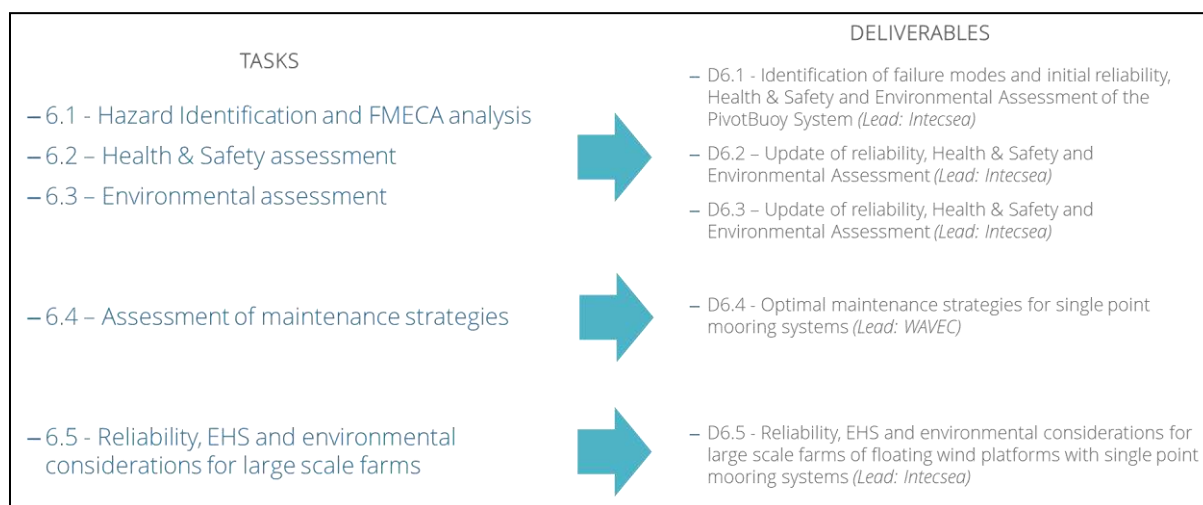 TASKS
– 6.1 - Hazard Identification and FMECA analysis
– 6.2 – Health & Safety assessment
– 6.3 – Environmental assessment
– 6.4 – Assessment of maintenance strategies
– 6.5 - Reliability, EHS and environmental
considerations for large scale farms
DELIVERABLES
– D6.1 - Identification of failure modes and initial reliability,
Health & Safety and Environmental Assessment of the
PivotBuoy System (Lead: Intecsea)
– D6.2 – Update of reliability, Health & Safety and
Environmental Assessment (Lead: Intecsea)
– D6.3 – Update of reliability, Health & Safety and
Environmental Assessment (Lead: Intecsea)
– D6.4 - Optimal maintenance strategies for single point
mooring systems (Lead: WAVEC)
– D6.5 - Reliability, EHS and environmental considerations for
large scale farms of floating wind platforms with single point
mooring systems (Lead: Intecsea)